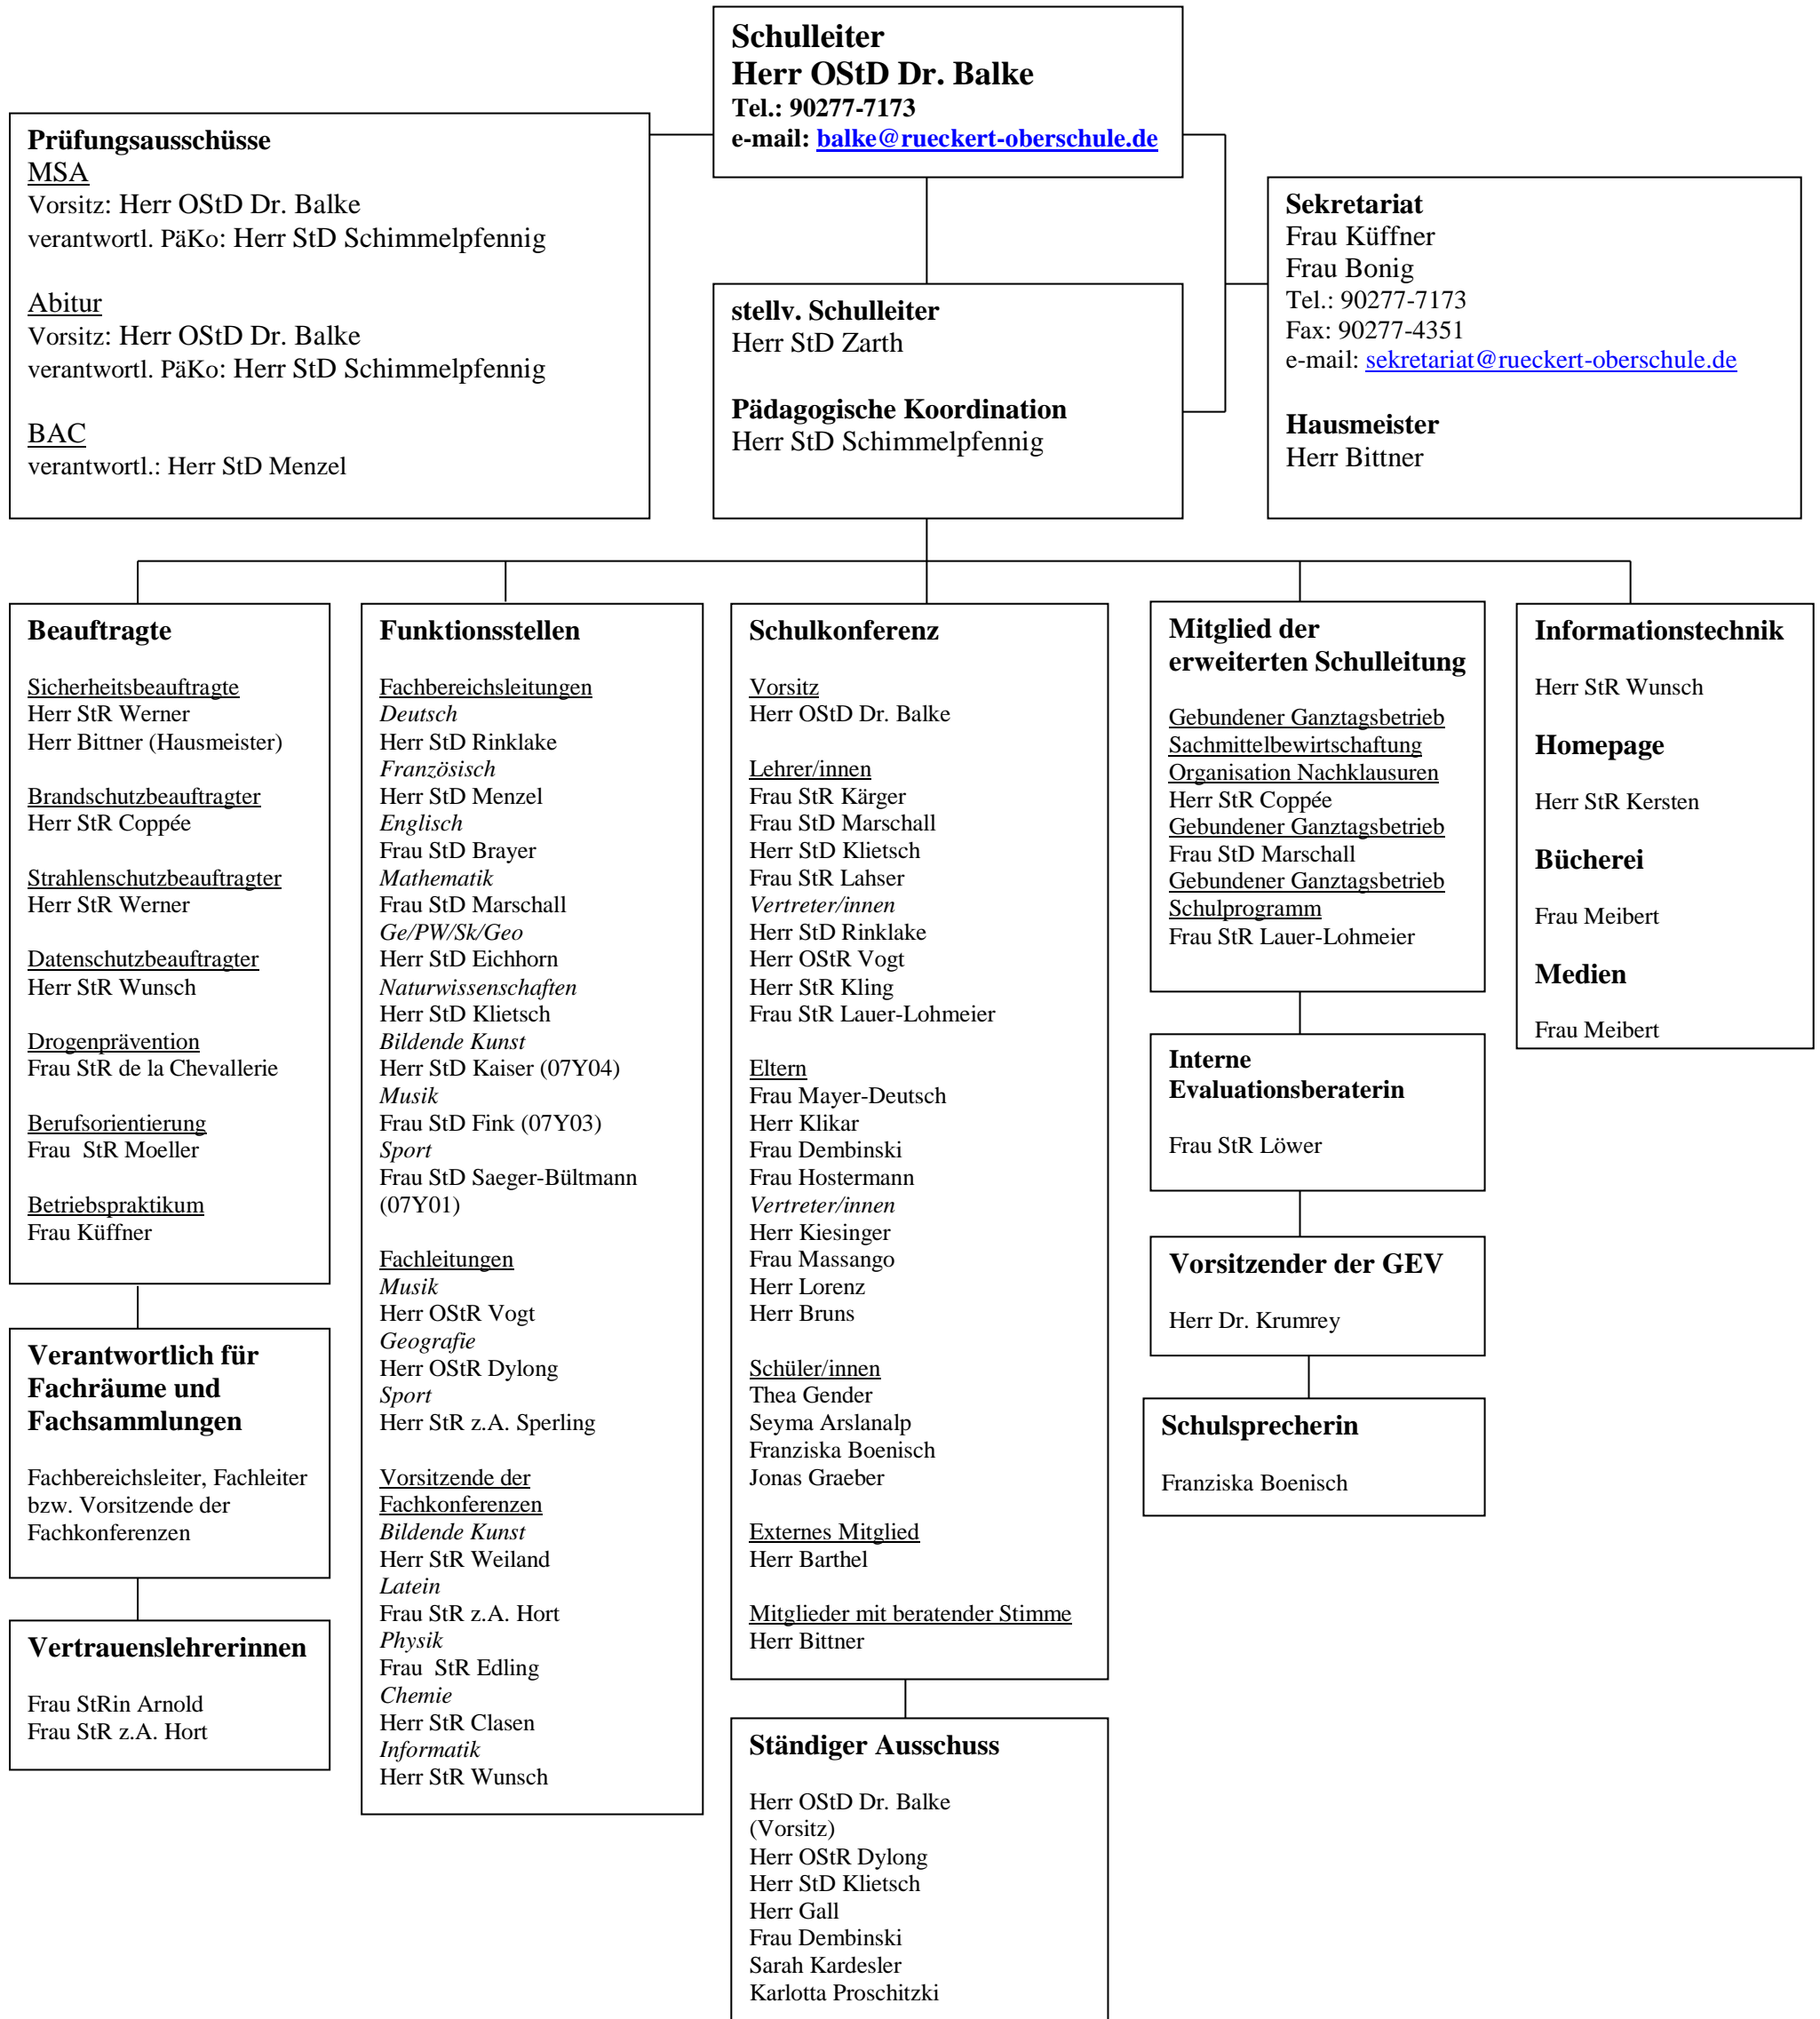 Schulleiter
Herr OStD Dr. Balke
Tel.: 90277-7173
e-mail: balke@rueckert-oberschule.de
Prüfungsausschüsse
MSA
Vorsitz: Herr OStD Dr. Balke
verantwortl. PäKo: Herr StD Schimmelpfennig
Abitur
Vorsitz: Herr OStD Dr. Balke
verantwortl. PäKo: Herr StD Schimmelpfennig
BAC
verantwortl.: Herr StD Menzel
stellv. Schulleiter
Herr StD Zarth
Pädagogische Koordination
Herr StD Schimmelpfennig
Sekretariat
Frau Küffner
Frau Bonig
Tel.: 90277-7173
Fax: 90277-4351
e-mail: sekretariat@rueckert-oberschule.de
Hausmeister
Herr Bittner
Beauftragte
Sicherheitsbeauftragte
Herr StR Werner
Herr Bittner (Hausmeister)
Brandschutzbeauftragter
Herr StR Coppée
Strahlenschutzbeauftragter
Herr StR Werner
Datenschutzbeauftragter
Herr StR Wunsch
Drogenprävention
Frau StR de la Chevallerie
Berufsorientierung
Frau  StR Moeller
Betriebspraktikum
Frau Küffner
Verantwortlich für
Fachräume und
Fachsammlungen
Fachbereichsleiter, Fachleiter
bzw. Vorsitzende der
Fachkonferenzen
Vertrauenslehrerinnen
Frau StRin Arnold
Frau StR z.A. Hort
Funktionsstellen
Fachbereichsleitungen
Deutsch
Herr StD Rinklake
Französisch
Herr StD Menzel
Englisch
Frau StD Brayer
Mathematik
Frau StD Marschall
Ge/PW/Sk/Geo
Herr StD Eichhorn
Naturwissenschaften
Herr StD Klietsch
Bildende Kunst
Herr StD Kaiser (07Y04)
Musik
Frau StD Fink (07Y03)
Sport
Frau StD Saeger-Bültmann
(07Y01)
Fachleitungen
Musik
Herr OStR Vogt
Geografie
Herr OStR Dylong
Sport
Herr StR z.A. Sperling
Vorsitzende der
Fachkonferenzen
Bildende Kunst
Herr StR Weiland
Latein
Frau StR z.A. Hort
Physik
Frau  StR Edling
Chemie
Herr StR Clasen
Informatik
Herr StR Wunsch
Schulkonferenz
Vorsitz
Herr OStD Dr. Balke
Lehrer/innen
Frau StR Kärger
Frau StD Marschall
Herr StD Klietsch
Frau StR Lahser
Vertreter/innen
Herr StD Rinklake
Herr OStR Vogt
Herr StR Kling
Frau StR Lauer-Lohmeier
Eltern
Frau Mayer-Deutsch
Herr Klikar
Frau Dembinski
Frau Hostermann
Vertreter/innen
Herr Kiesinger
Frau Massango
Herr Lorenz
Herr Bruns
Schüler/innen
Thea Gender
Seyma Arslanalp
Franziska Boenisch
Jonas Graeber
Externes Mitglied
Herr Barthel
Mitglieder mit beratender Stimme
Herr Bittner
Ständiger Ausschuss
Herr OStD Dr. Balke
(Vorsitz)
Herr OStR Dylong
Herr StD Klietsch
Herr Gall
Frau Dembinski
Sarah Kardesler
Karlotta Proschitzki
Mitglied der
erweiterten Schulleitung
Gebundener Ganztagsbetrieb
Sachmittelbewirtschaftung
Organisation Nachklausuren
Herr StR Coppée
Gebundener Ganztagsbetrieb
Frau StD Marschall
Gebundener Ganztagsbetrieb
Schulprogramm
Frau StR Lauer-Lohmeier
Interne
Evaluationsberaterin
Frau StR Löwer
Vorsitzender der GEV
Herr Dr. Krumrey
Schulsprecherin
Franziska Boenisch
Informationstechnik
Herr StR Wunsch
Homepage
Herr StR Kersten
Bücherei
Frau Meibert
Medien
Frau Meibert